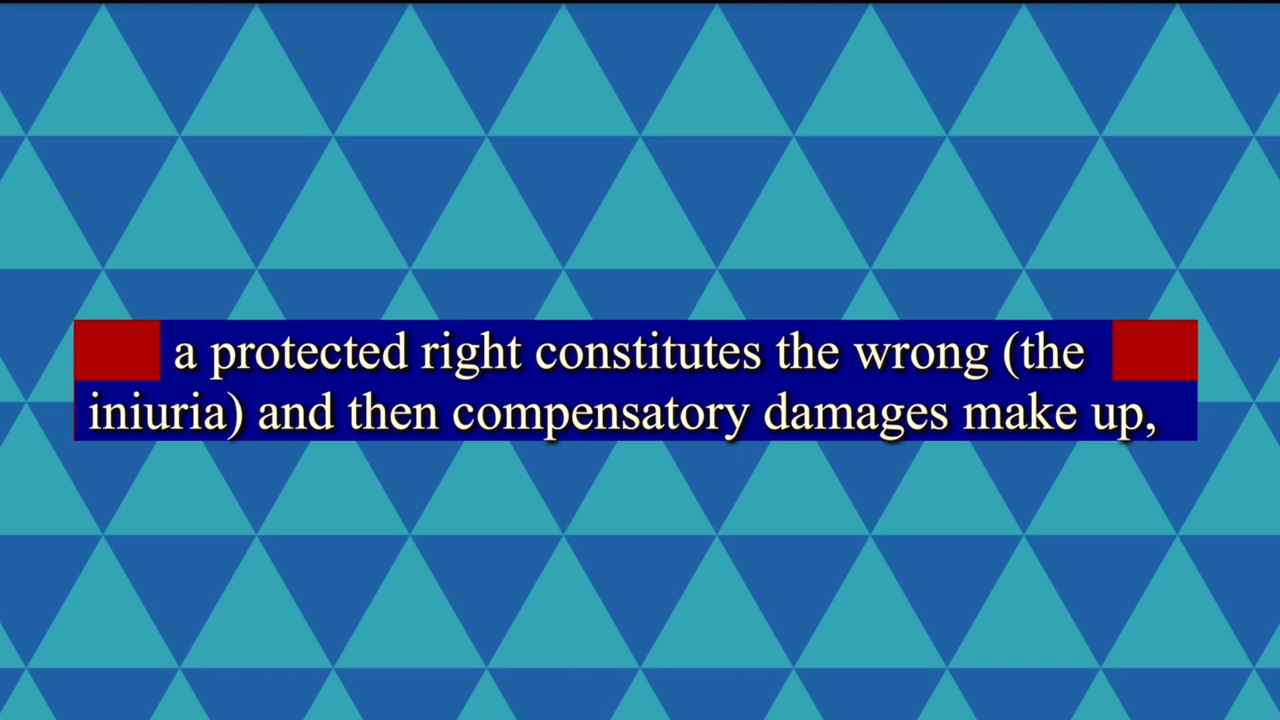 a protected right constitutes the wrong (the
iniuria) and then compensatory damages make up,